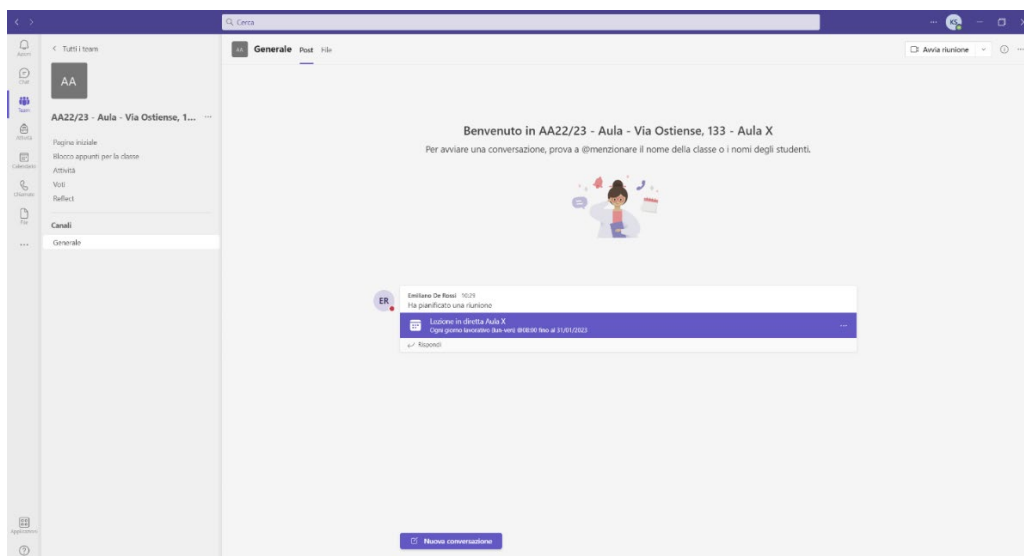 Cerca
KS
Attività
Chat
Team
Attività
Calendario
Chiamate
File
Applicazioni
Tutti i team
AA
AA22/23 - Aula - Via Ostiense, 1...
Pagina iniziale
Blocco appunti per la classe
Attività
Voti
Reflect
Canali
Generale
AA
Generale Post File
Avvia riunione
Benvenuto in AA22/23 - Aula - Via Ostiense, 133 - Aula X
Per avviare una conversazione, prova a @menzionare il nome della classe o i nomi degli studenti.
ER
Emiliano De Rossi 10:29
Ha pianificato una riunione
Lezione in diretta Aula X
Ogni giorno lavorativo (lun-ven) @08:00 fino al 31/01/2023
Rispondi
Nuova conversazione